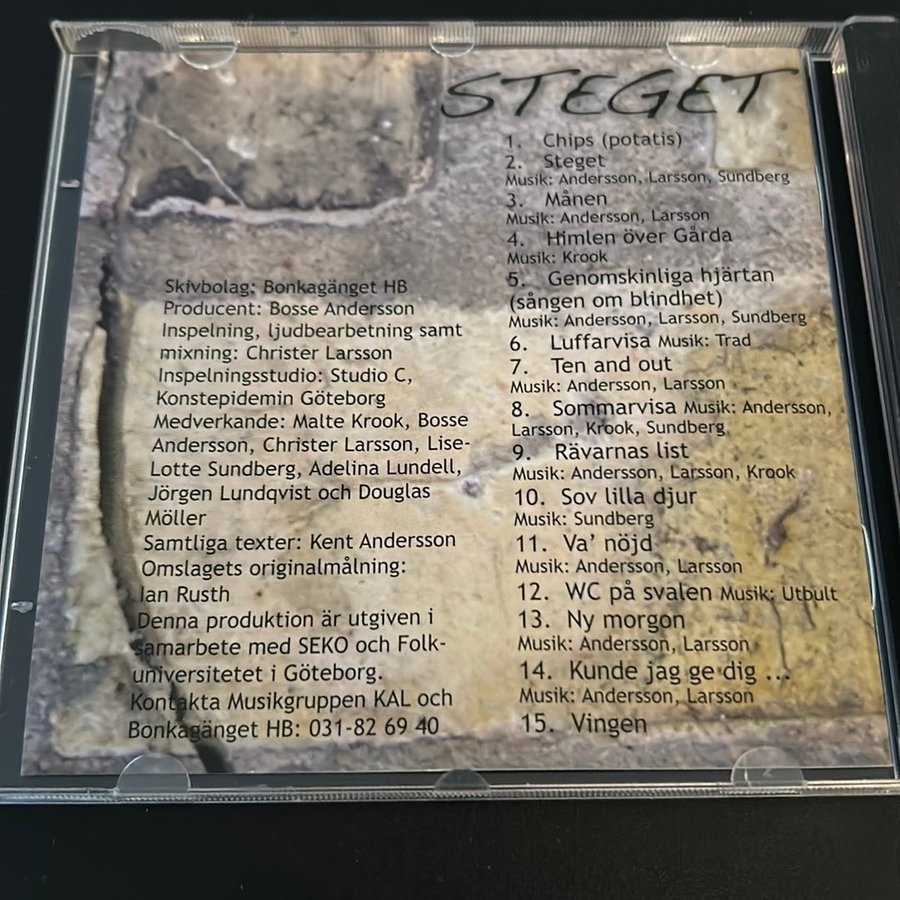 STEGET
1. Chips (potatis)
2. Steget
Musik: Andersson, Larsson, Sundberg
3. Månen
Musik: Andersson, Larsson
4. Himlen över Gårda
Musik: Krook
5. Genomskinliga hjärtan
(sången om blindhet)
Musik: Andersson, Larsson, Sundberg
6. Luffarvisa Musik: Trad
7. Ten and out
Musik: Andersson, Larsson
8. Sommarvisa Musik: Andersson,
Larsson, Krook, Sundberg
9. Rävarnas list
Musik: Andersson, Larsson, Krook
10. Sov lilla djur
Musik: Sundberg
11. Va' nöjd
Musik: Andersson, Larsson
12. WC på svalen Musik: Utbult
13. Ny morgon
Musik: Andersson, Larsson
14. Kunde jag ge dig ...
Musik: Andersson, Larsson
15. Vingen
Skivbolag: Bonkagänget HB
Producent: Bosse Andersson
Inspelning, ljudbearbetning samt
mixning: Christer Larsson
Inspelningsstudio: Studio C,
Konstepidemin Göteborg
Medverkande: Malte Krook, Bosse
Andersson, Christer Larsson, Lise-
Lotte Sundberg, Adelina Lundell,
Jörgen Lundqvist och Douglas
Möller
Samtliga texter: Kent Andersson
Omslagets originalmålning:
Ian Rusth
Denna produktion är utgiven i
samarbete med SEKO och Folk-
universitetet i Göteborg.
Kontakta Musikgruppen KAL och
Bonkagänget HB: 031-82 69 40